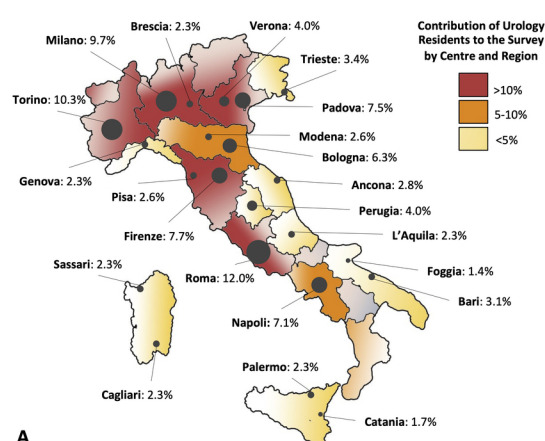 Contribution of Urology
Residents to the Survey
by Centre and Region
>10%
5-10%
<5%
Brescia: 2.3%
Verona: 4.0%
Milano: 9.7%
Trieste: 3.4%
Torino: 10.3%
Padova: 7.5%
Modena: 2.6%
Bologna: 6.3%
Genova: 2.3%
Ancona: 2.8%
Pisa: 2.6%
Perugia: 4.0%
Firenze: 7.7%
L'Aquila: 2.3%
Sassari: 2.3%
Roma: 12.0%
Foggia: 1.4%
Bari: 3.1%
Napoli: 7.1%
Palermo: 2.3%
Cagliari: 2.3%
Catania: 1.7%
A